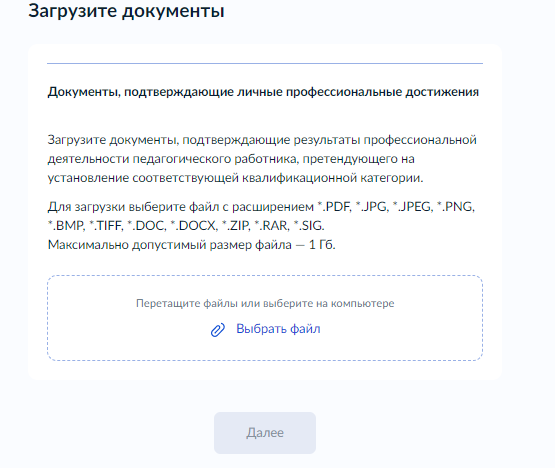 Загрузите документы
Документы, подтверждающие личные профессиональные достижения
Загрузите документы, подтверждающие результаты профессиональной
деятельности педагогического работника, претендующего на
установление соответствующей квалификационной категории.
Для загрузки выберите файл с расширением *.PDF, *.JPG, *.JPEG, *.PNG,
*.BMP, *.TIFF, *.DOC, *.DOCX, *.ZIP, *.RAR, *.SIG.
Максимально допустимый размер файла — 1 Гб.
Перетащите файлы или выберите на компьютере
Выбрать файл
Далее